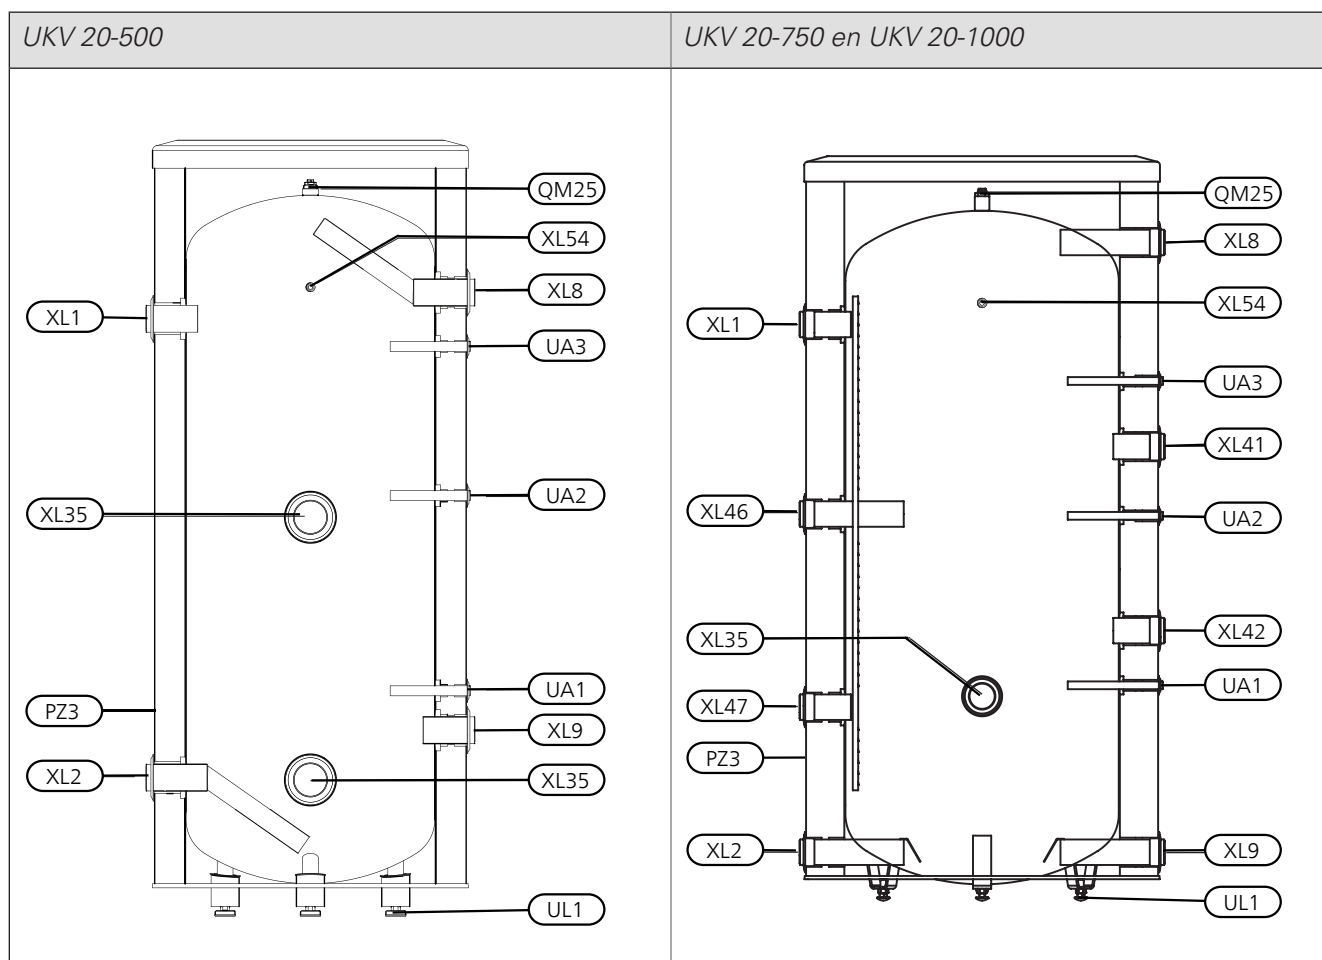 UKV 20-500
UKV 20-750 en UKV 20-1000
QM25
XL54
XL8
XL1
UA3
UA2
XL35
UA1
PZ3
XL9
XL2
XL35
UL1
QM25
XL8
XL54
XL1
UA3
XL41
XL46
UA2
XL42
XL35
UA1
XL47
PZ3
XL2
XL9
UL1